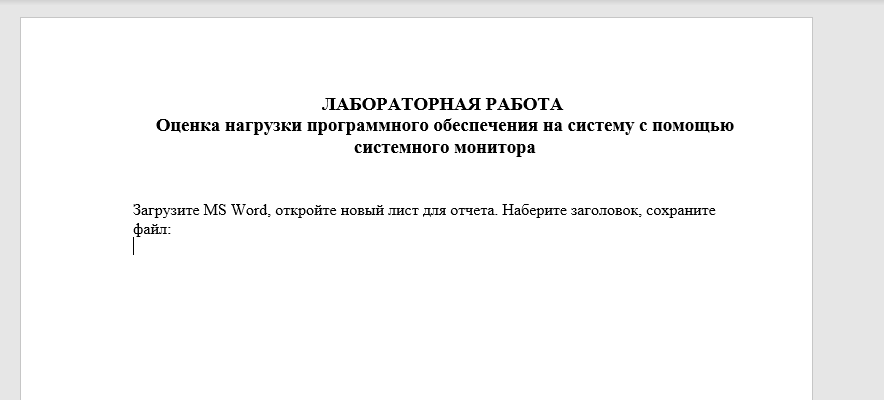 ЛАБОРАТОРНАЯ РАБОТА
Оценка нагрузки программного обеспечения на систему с помощью
системного монитора
Загрузите MS Word, откройте новый лист для отчета. Наберите заголовок, сохраните
файл: